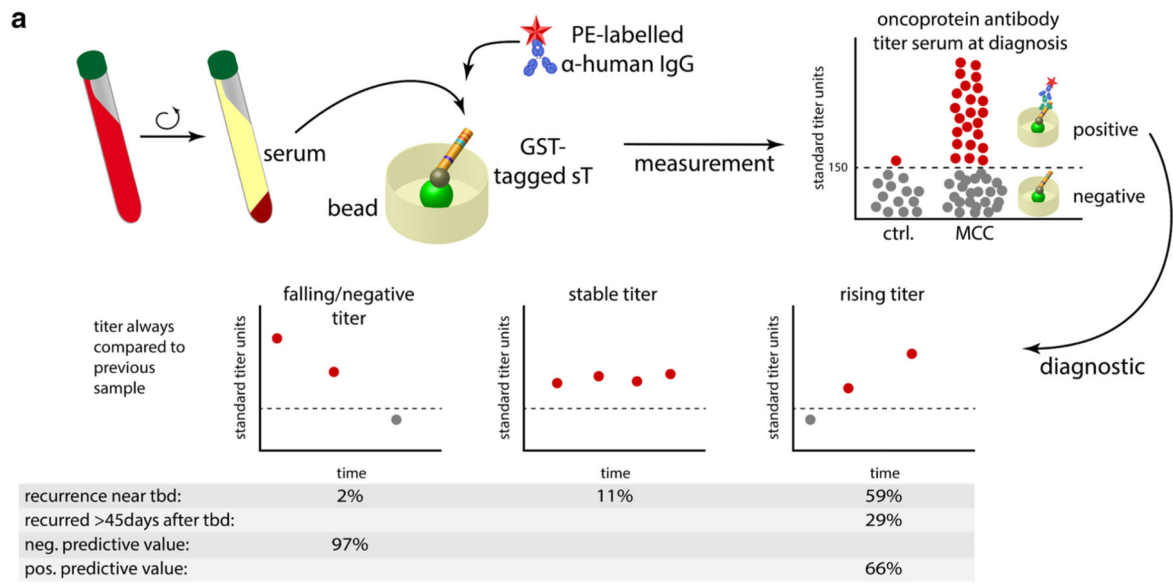 a
PE-labelled
α-human IgG
serum
bead
GST-
tagged sT
measurement
oncoprotein antibody
titer serum at diagnosis
standard titer units
150
positive
negative
ctrl.
MCC
diagnostic
titer always
compared to
previous
sample
falling/negative
titer
standard titer units
time
stable titer
standard titer units
time
rising titer
standard titer units
time
recurrence near tbd: 2% 11% 59%
recurred >45days after tbd: 29%
neg. predictive value: 97%
pos. predictive value: 66%